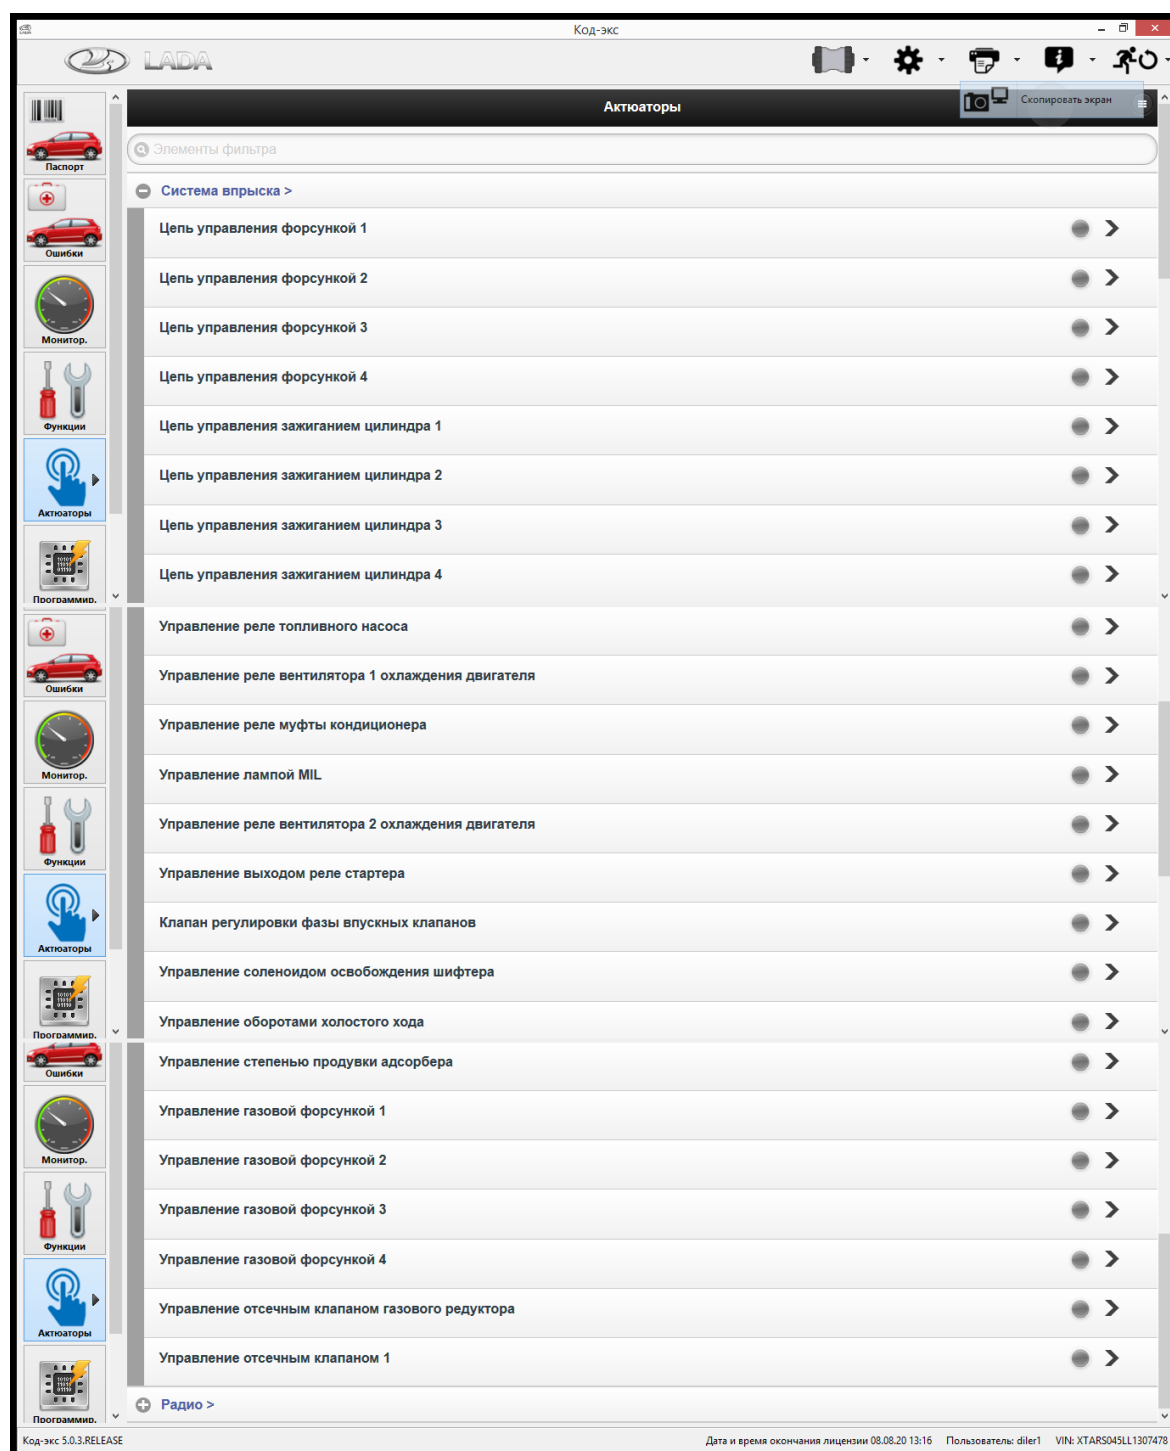 Код-экс
LADA
Скопировать экран
Актюаторы
Элементы фильтра
Паспорт
Ошибки
Монитор.
Функции
Актюаторы
Программир.
Система впрыска >
Цепь управления форсункой 1
Цепь управления форсункой 2
Цепь управления форсункой 3
Цепь управления форсункой 4
Цепь управления зажиганием цилиндра 1
Цепь управления зажиганием цилиндра 2
Цепь управления зажиганием цилиндра 3
Цепь управления зажиганием цилиндра 4
Ошибки
Монитор.
Функции
Актюаторы
Программир.
Управление реле топливного насоса
Управление реле вентилятора 1 охлаждения двигателя
Управление реле муфты кондиционера
Управление лампой MIL
Управление реле вентилятора 2 охлаждения двигателя
Управление выходом реле стартера
Клапан регулировки фазы впускных клапанов
Управление соленоидом освобождения шифтера
Управление оборотами холостого хода
Ошибки
Монитор.
Функции
Актюаторы
Программир.
Управление степенью продувки адсорбера
Управление газовой форсункой 1
Управление газовой форсункой 2
Управление газовой форсункой 3
Управление газовой форсункой 4
Управление отсечным клапаном газового редуктора
Управление отсечным клапаном 1
Радио >
Код-экс 5.0.3.RELEASE
Дата и время окончания лицензии 08.08.20 13:16 Пользователь: diler1 VIN: XTARS045LL1307478